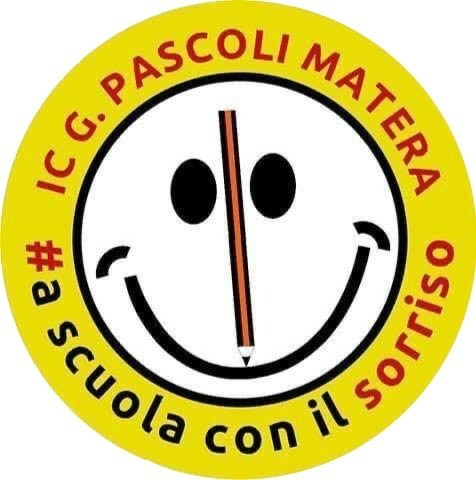 IC G. PASCOLI MATERA
#a scuola con il sorriso